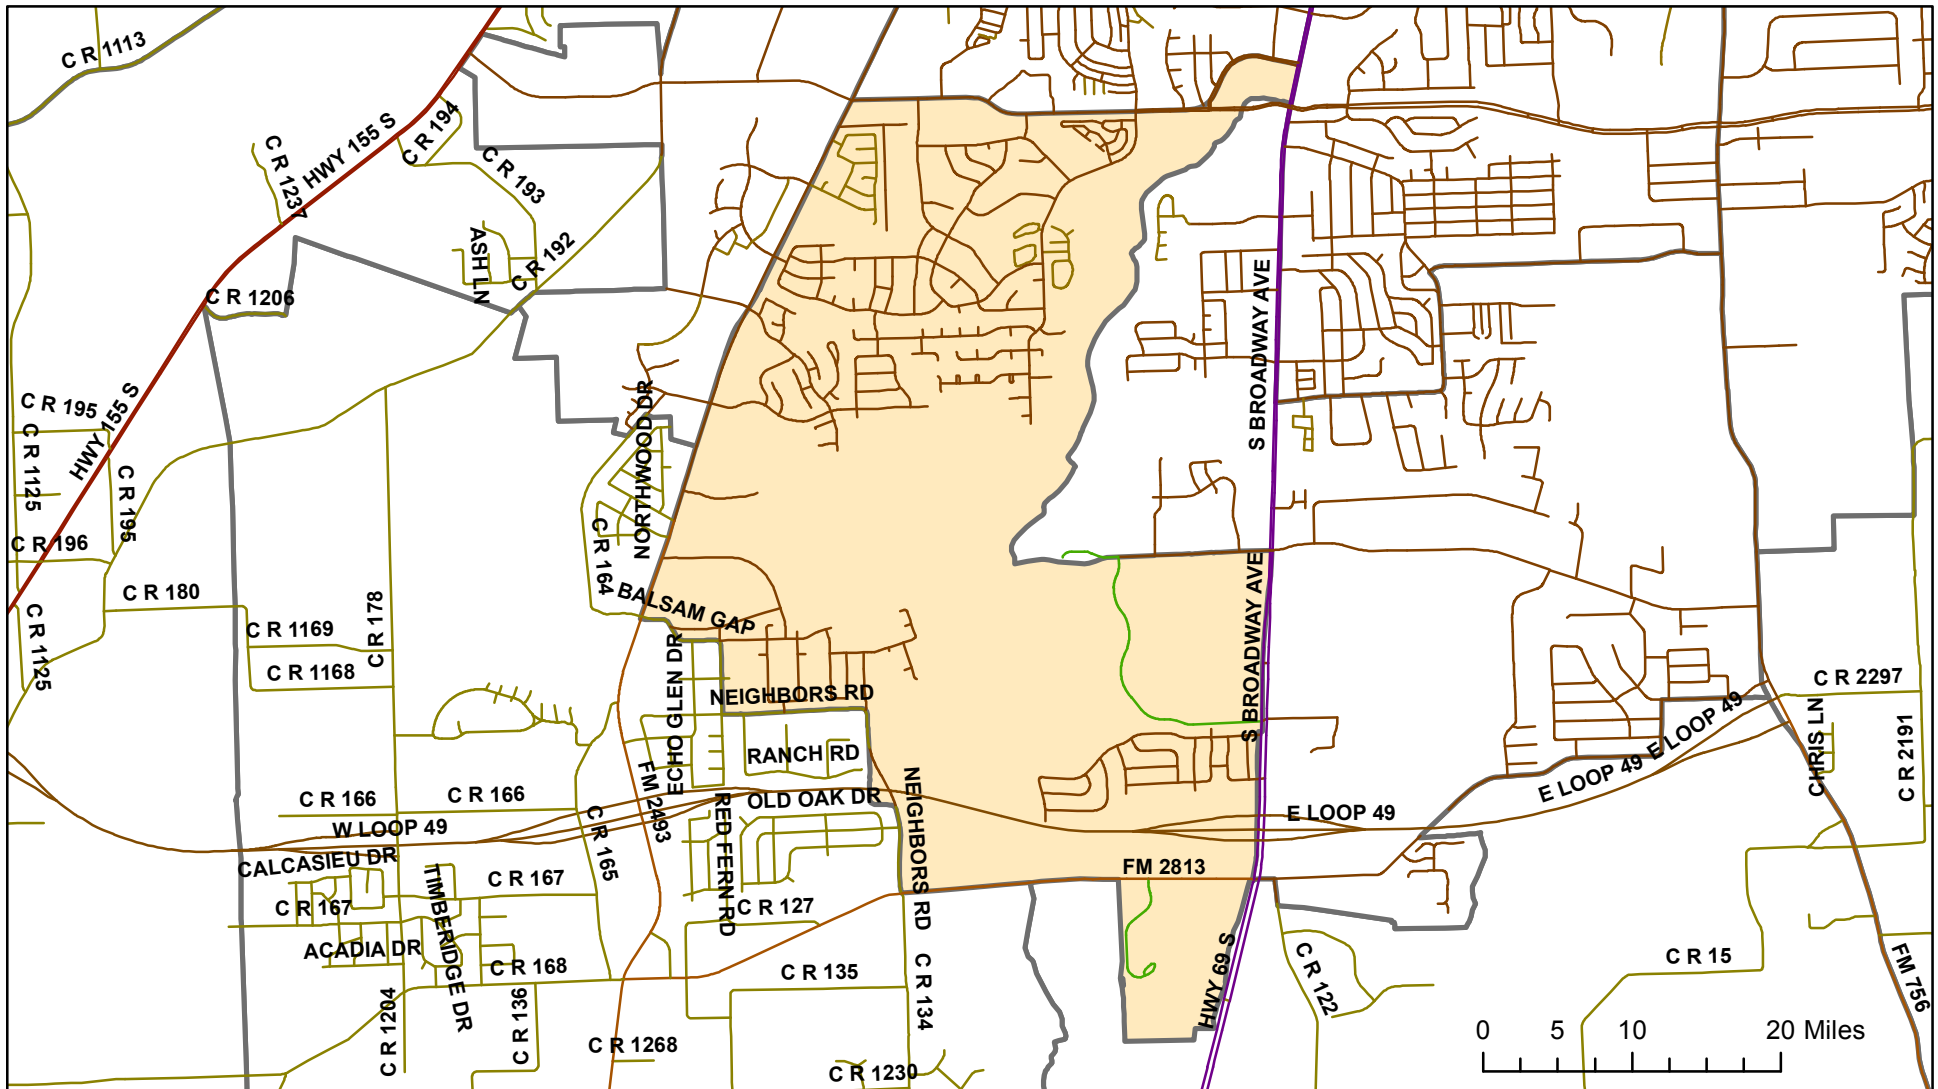 C R 1113
HWY 155 S
C R 194
C R 1237
C R 193
ASH LN
C R 192
C R 1206
S BROADWAY AVE
C R 195
HWY 155 S
C R 1125
C R 195
NORTHWOOD DR
C R 196
C R 164
C R 180
BALSAM GAP
C R 1125
C R 1169
C R 178
C R 1168
ECHO GLEN DR
S BROADWAY AVE
NEIGHBORS RD
C R 2297
CHRIS LN
C R 2191
RANCH RD
FM 2493
E LOOP 49
E LOOP 49
C R 166
C R 166
OLD OAK DR
NEIGHBORS RD
W LOOP 49
C R 165
RED FERN RD
E LOOP 49
CALCASIEU DR
TIMBERIDGE DR
C R 167
FM 2813
C R 167
C R 127
ACADIA DR
C R 168
C R 135
C R 134
HWY 69 S
C R 122
C R 15
FM 756
C R 1204
C R 136
C R 1268
C R 1230
0 5 10 20 Miles